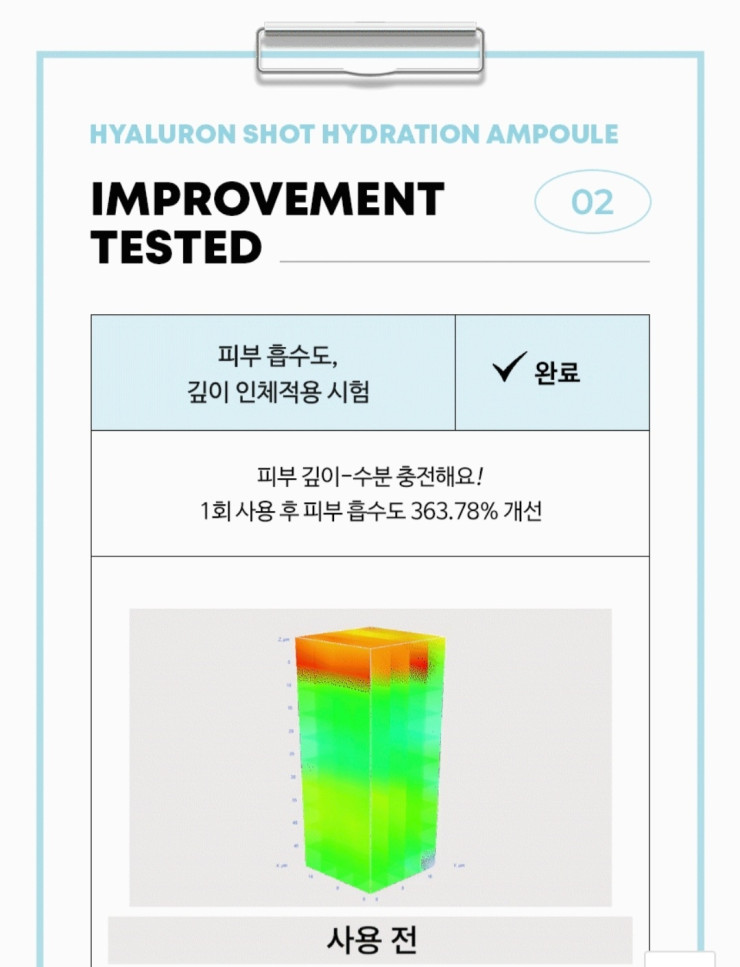 HYALURON SHOT HYDRATION AMPOULE
IMPROVEMENT
TESTED
02
피부 흡수도,
깊이 인체적용 시험
완료
피부 깊이-수분 충전해요!
1회 사용 후 피부 흡수도 363.78% 개선
사용 전